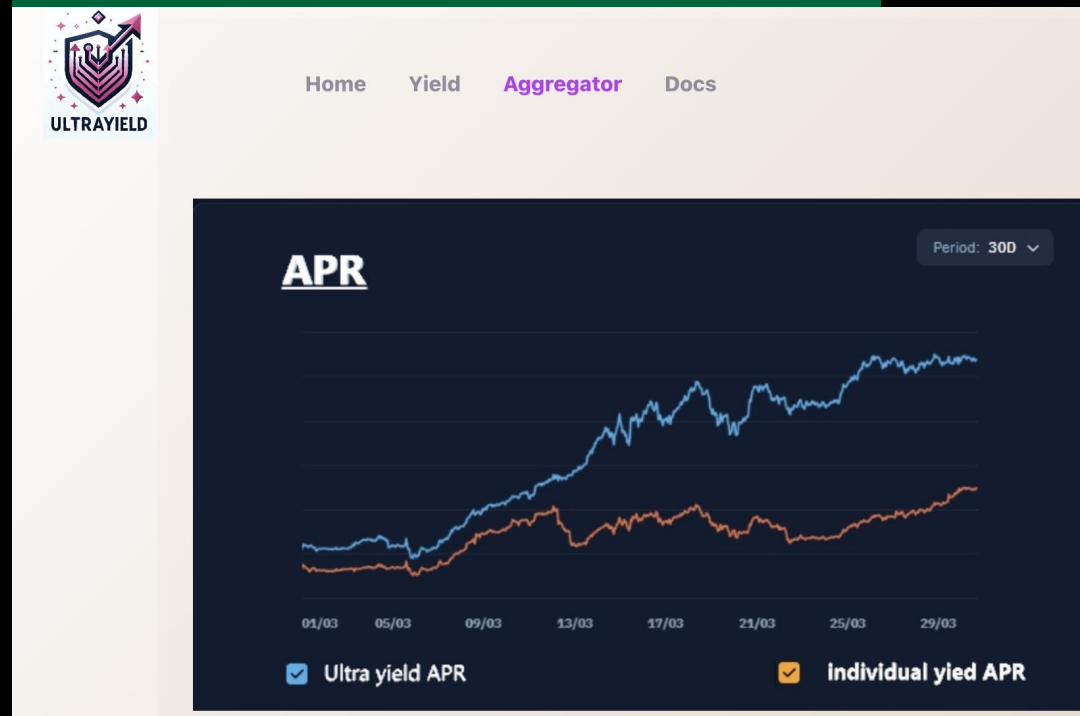 ULTRAYIELD
Home Yield Aggregator Docs
Period: 30D
APR
01/03 05/03 09/03 13/03 17/03 21/03 25/03 29/03
Ultra yield APR individual yied APR